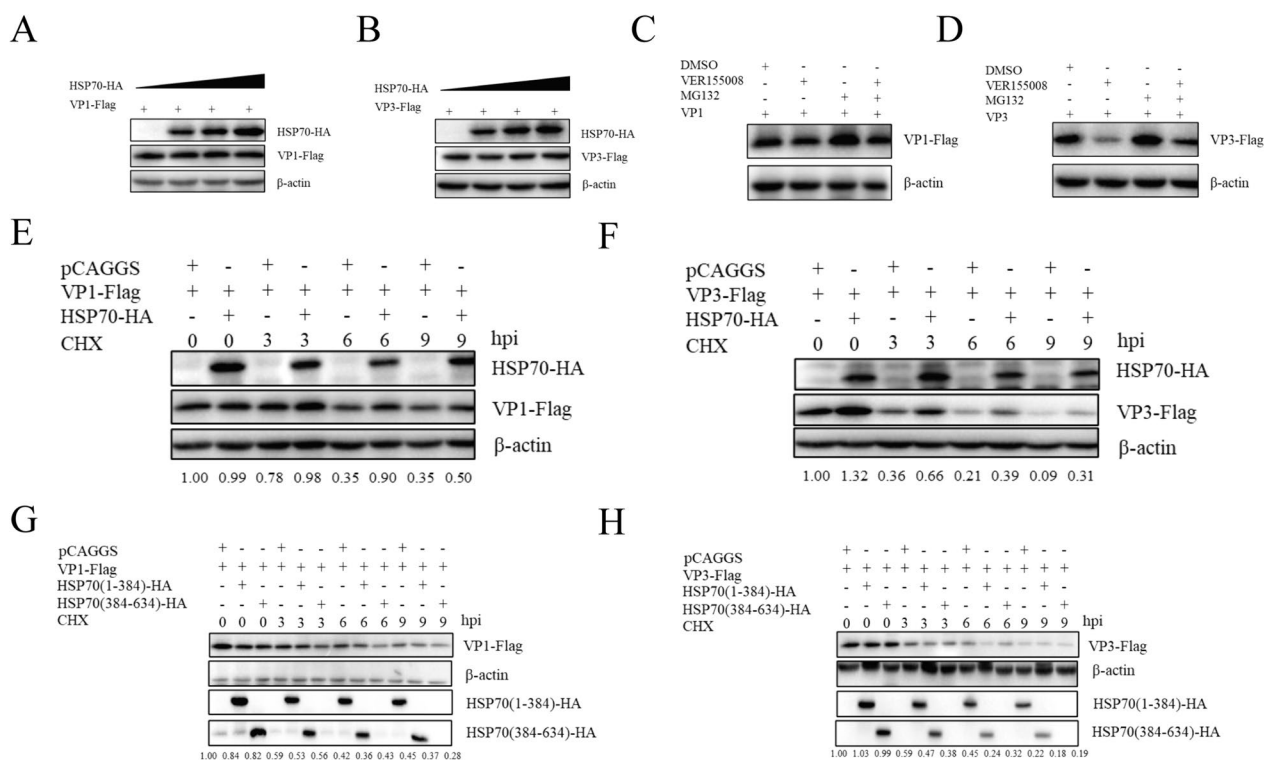 A
HSP70-HA
VP1-Flag + + + +
HSP70-HA
VP1-Flag
β-actin
B
HSP70-HA
VP3-Flag + + + +
HSP70-HA
VP3-Flag
β-actin
C
DMSO + - - -
VER155008 - + - +
MG132 - - + +
VP1 + + + +
VP1-Flag
β-actin
D
DMSO + - - -
VER155008 - + - +
MG132 - - + +
VP3 + + + +
VP3-Flag
β-actin
E
pCAGGS + - + - + - + -
VP1-Flag + + + + + + + +
HSP70-HA - + - + - + - +
CHX 0 0 3 3 6 6 9 9 hpi
HSP70-HA
VP1-Flag
β-actin
1.00 0.99 0.78 0.98 0.35 0.90 0.35 0.50
F
pCAGGS + - + - + - + -
VP3-Flag + + + + + + + +
HSP70-HA - + - + - + - +
CHX 0 0 3 3 6 6 9 9 hpi
HSP70-HA
VP3-Flag
β-actin
1.00 1.32 0.36 0.66 0.21 0.39 0.09 0.31
G
pCAGGS + - - + - - + - - + - -
VP1-Flag + + + + + + + + + + + +
HSP70(1-384)-HA - + - - + - - + - - + -
HSP70(384-634)-HA - - + - - + - - + - - +
CHX 0 0 0 3 3 3 6 6 6 9 9 9 hpi
VP1-Flag
β-actin
HSP70(1-384)-HA
HSP70(384-634)-HA
1.00 0.84 0.82 0.59 0.53 0.56 0.42 0.36 0.43 0.45 0.37 0.28
H
pCAGGS + - - + - - + - - + - -
VP3-Flag + + + + + + + + + + + +
HSP70(1-384)-HA - + - - + - - + - - + -
HSP70(384-634)-HA - - + - - + - - + - - +
CHX 0 0 0 3 3 3 6 6 6 9 9 9 hpi
VP3-Flag
β-actin
HSP70(1-384)-HA
HSP70(384-634)-HA
1.00 1.03 0.99 0.59 0.47 0.38 0.45 0.24 0.32 0.22 0.18 0.19